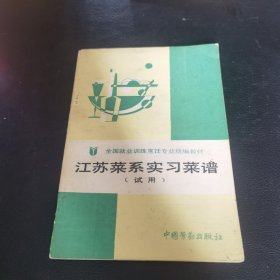 全国就业训练烹饪专业统编教材
江苏菜系实习菜谱
（试用）
中国劳动出版社